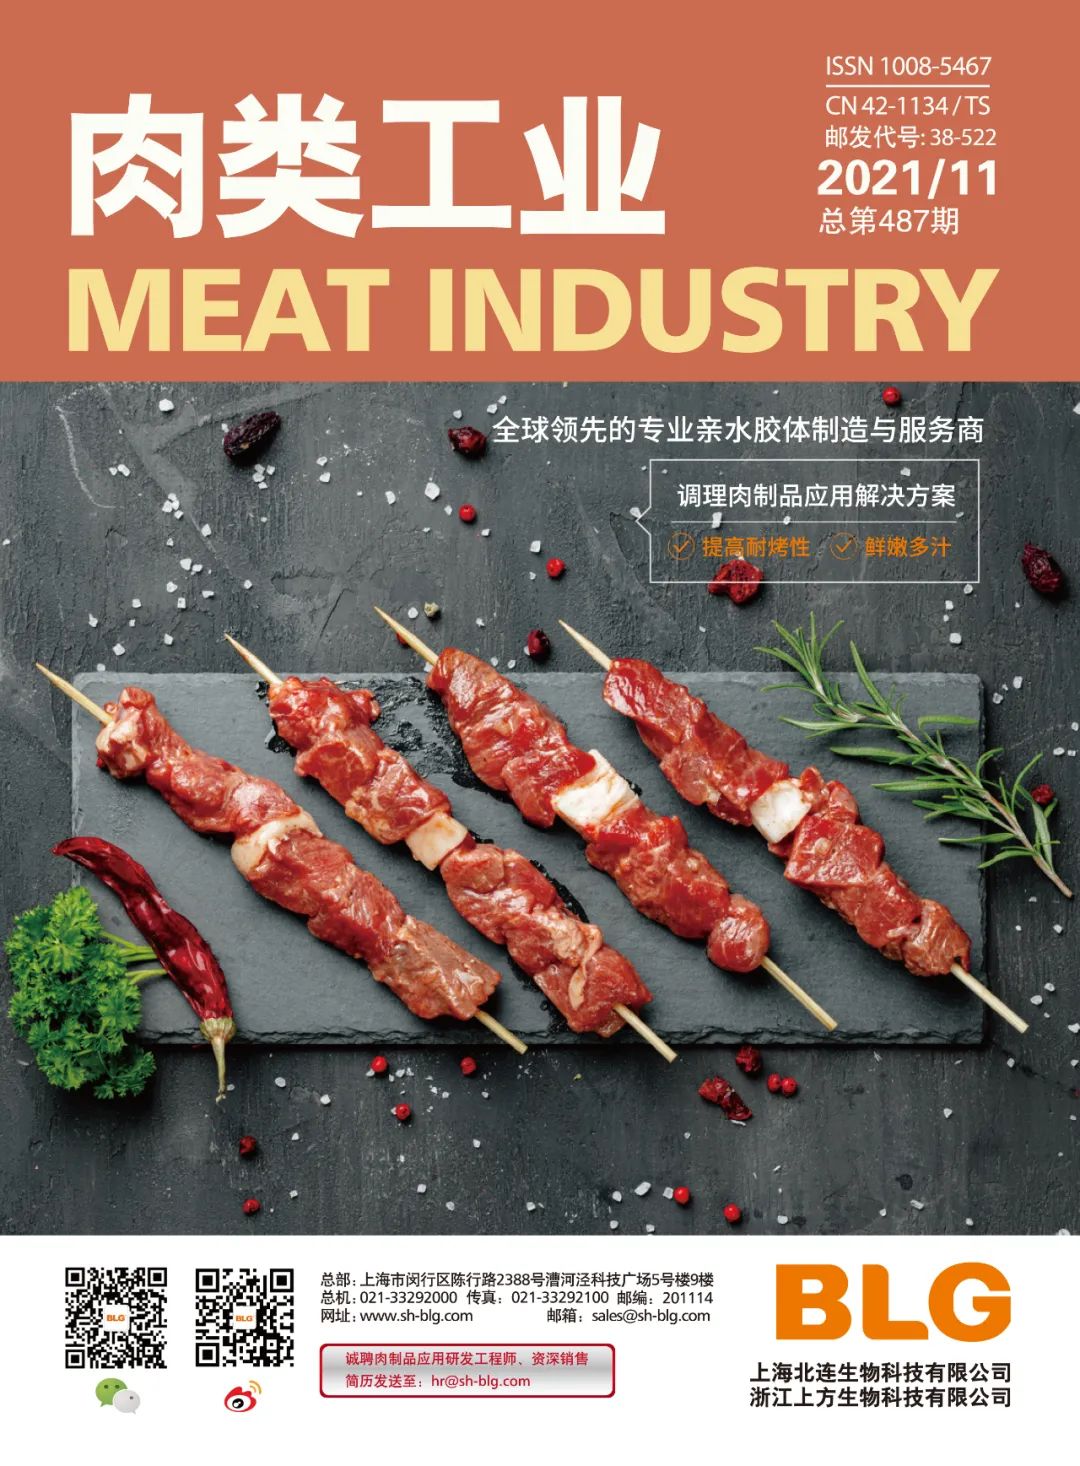 ISSN 1008-5467
CN 42-1134 / TS
邮发代号: 38-522
2021/11
总第487期
肉类工业
MEAT INDUSTRY
全球领先的专业亲水胶体制造与服务商
调理肉制品应用解决方案
提高耐烤性 鲜嫩多汁
BLG
BLG
总部: 上海市闵行区陈行路2388号漕河泾科技广场5号楼9楼
总机: 021-33292000 传真: 021-33292100 邮编: 201114
网址: www.sh-blg.com 邮箱: sales@sh-blg.com
诚聘肉制品应用研发工程师、资深销售
简历发送至: hr@sh-blg.com
BLG
上海北连生物科技有限公司
浙江上方生物科技有限公司